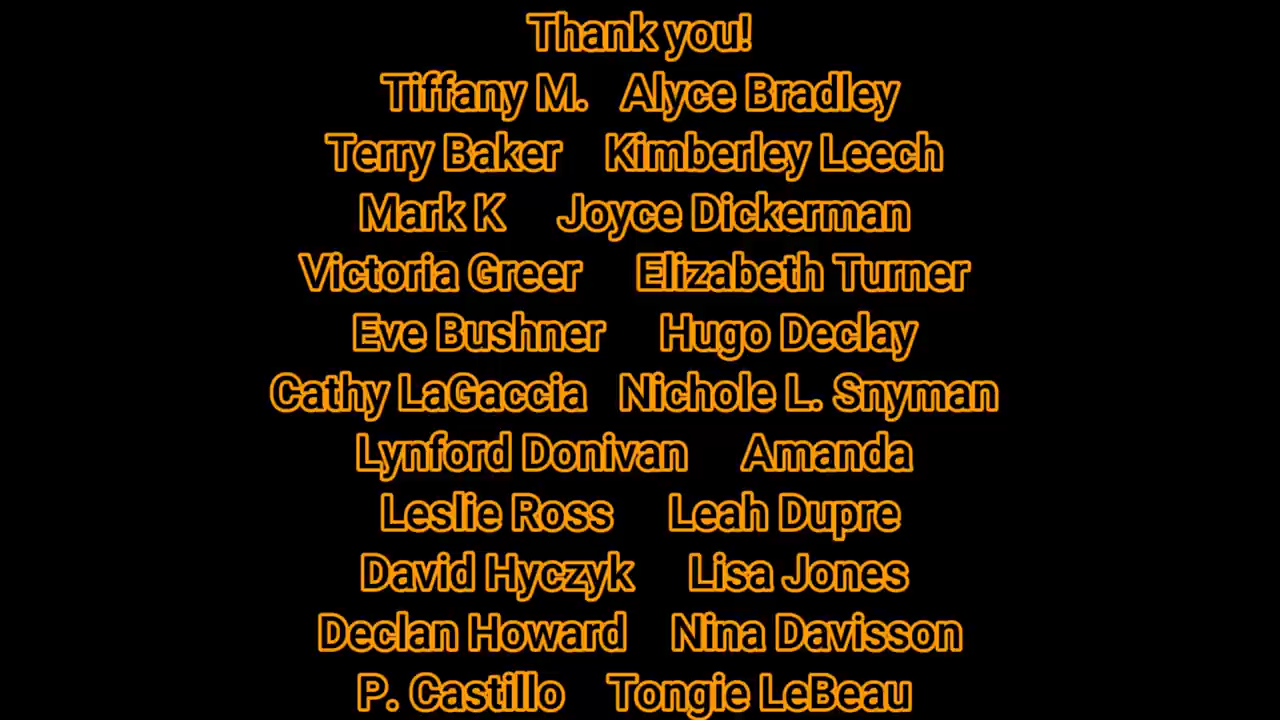 Thank you!
Tiffany M. Alyce Bradley
Terry Baker Kimberley Leech
Mark K Joyce Dickerman
Victoria Greer Elizabeth Turner
Eve Bushner Hugo Declay
Cathy LaGaccia Nichole L. Snyman
Lynford Donivan Amanda
Leslie Ross Leah Dupre
David Hyczyk Lisa Jones
Declan Howard Nina Davisson
P. Castillo Tongie LeBeau